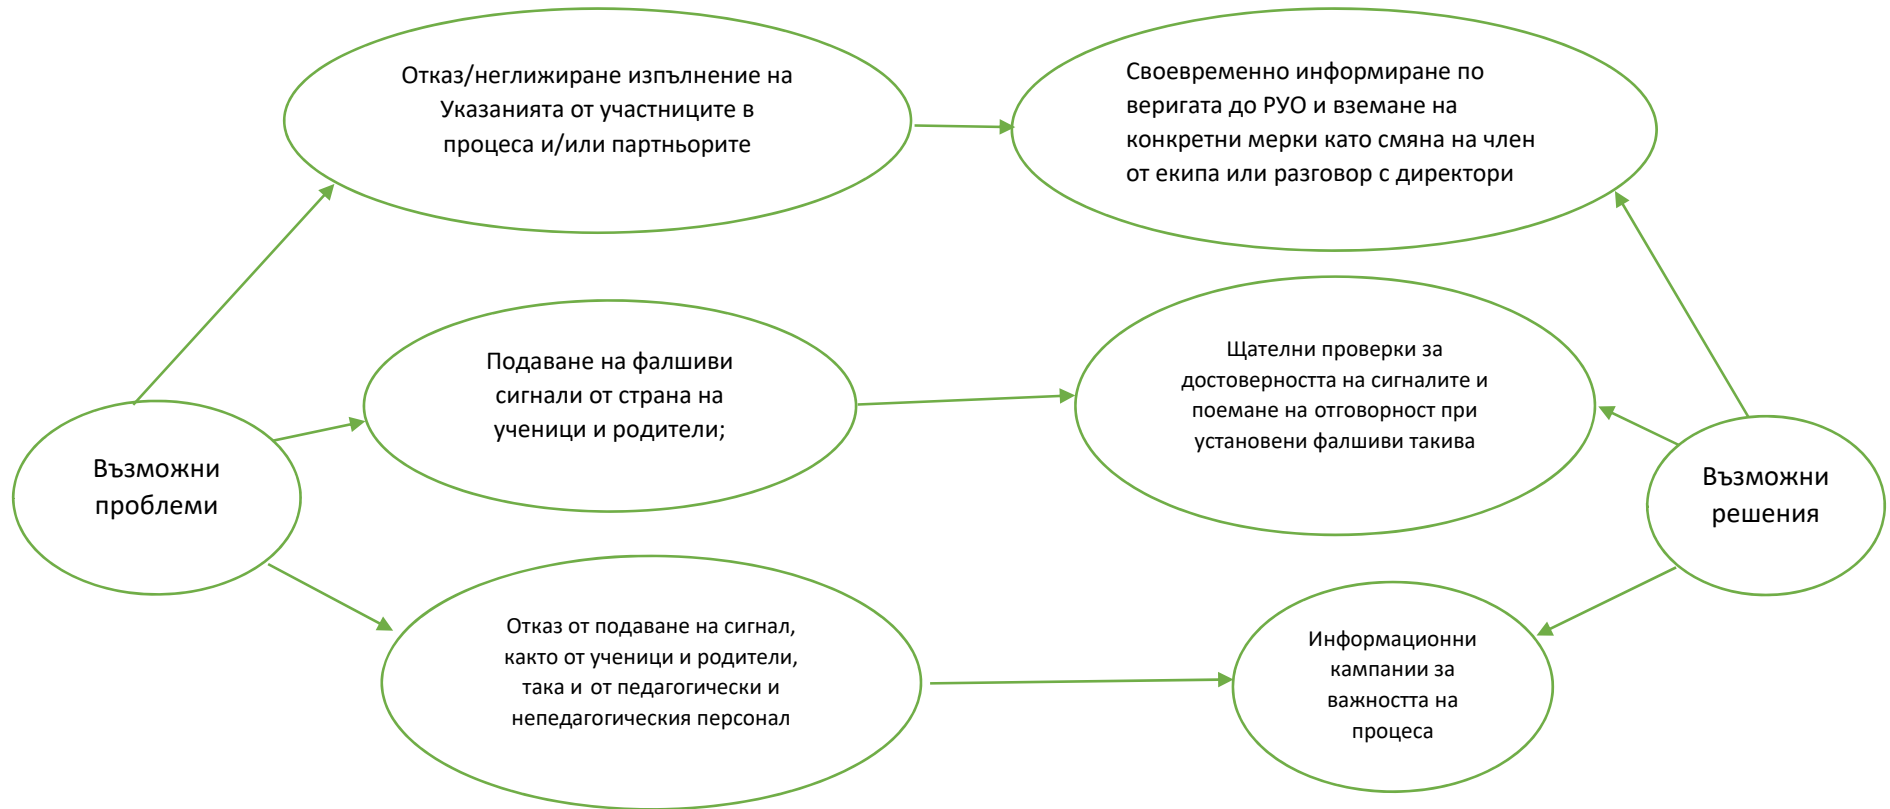 Отказ/неглижиране изпълнение на
Указанията от участниците в
процеса и/или партньорите
Своевременно информиране по
веригата до РУО и вземане на
конкретни мерки като смяна на член
от екипа или разговор с директори
Подаване на фалшиви
сигнали от страна на
ученици и родители;
Щателни проверки за
достоверността на сигналите и
поемане на отговорност при
установени фалшиви такива
Възможни
проблеми
Възможни
решения
Отказ от подаване на сигнал,
както от ученици и родители,
така и от педагогически и
непедагогическия персонал
Информационни
кампании за
важността на
процеса